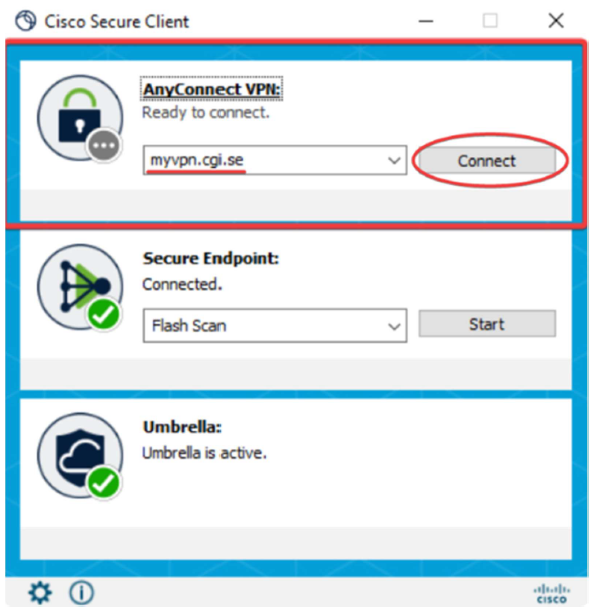 Cisco Secure Client
AnyConnect VPN:
Ready to connect.
myvpn.cgi.se
Connect
Secure Endpoint:
Connected.
Flash Scan
Start
Umbrella:
Umbrella is active.
CISCO